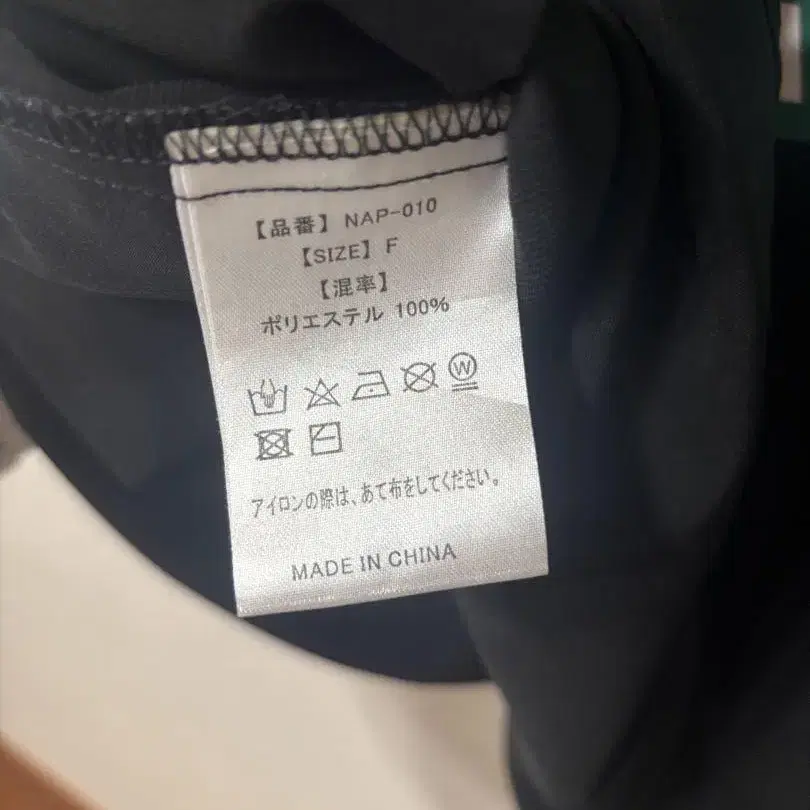 【品番】 NAP-010
【SIZE】 F
【混率】
ポリエステル 100%
W
アイロンの際は、あて布をしてください。
MADE IN CHINA